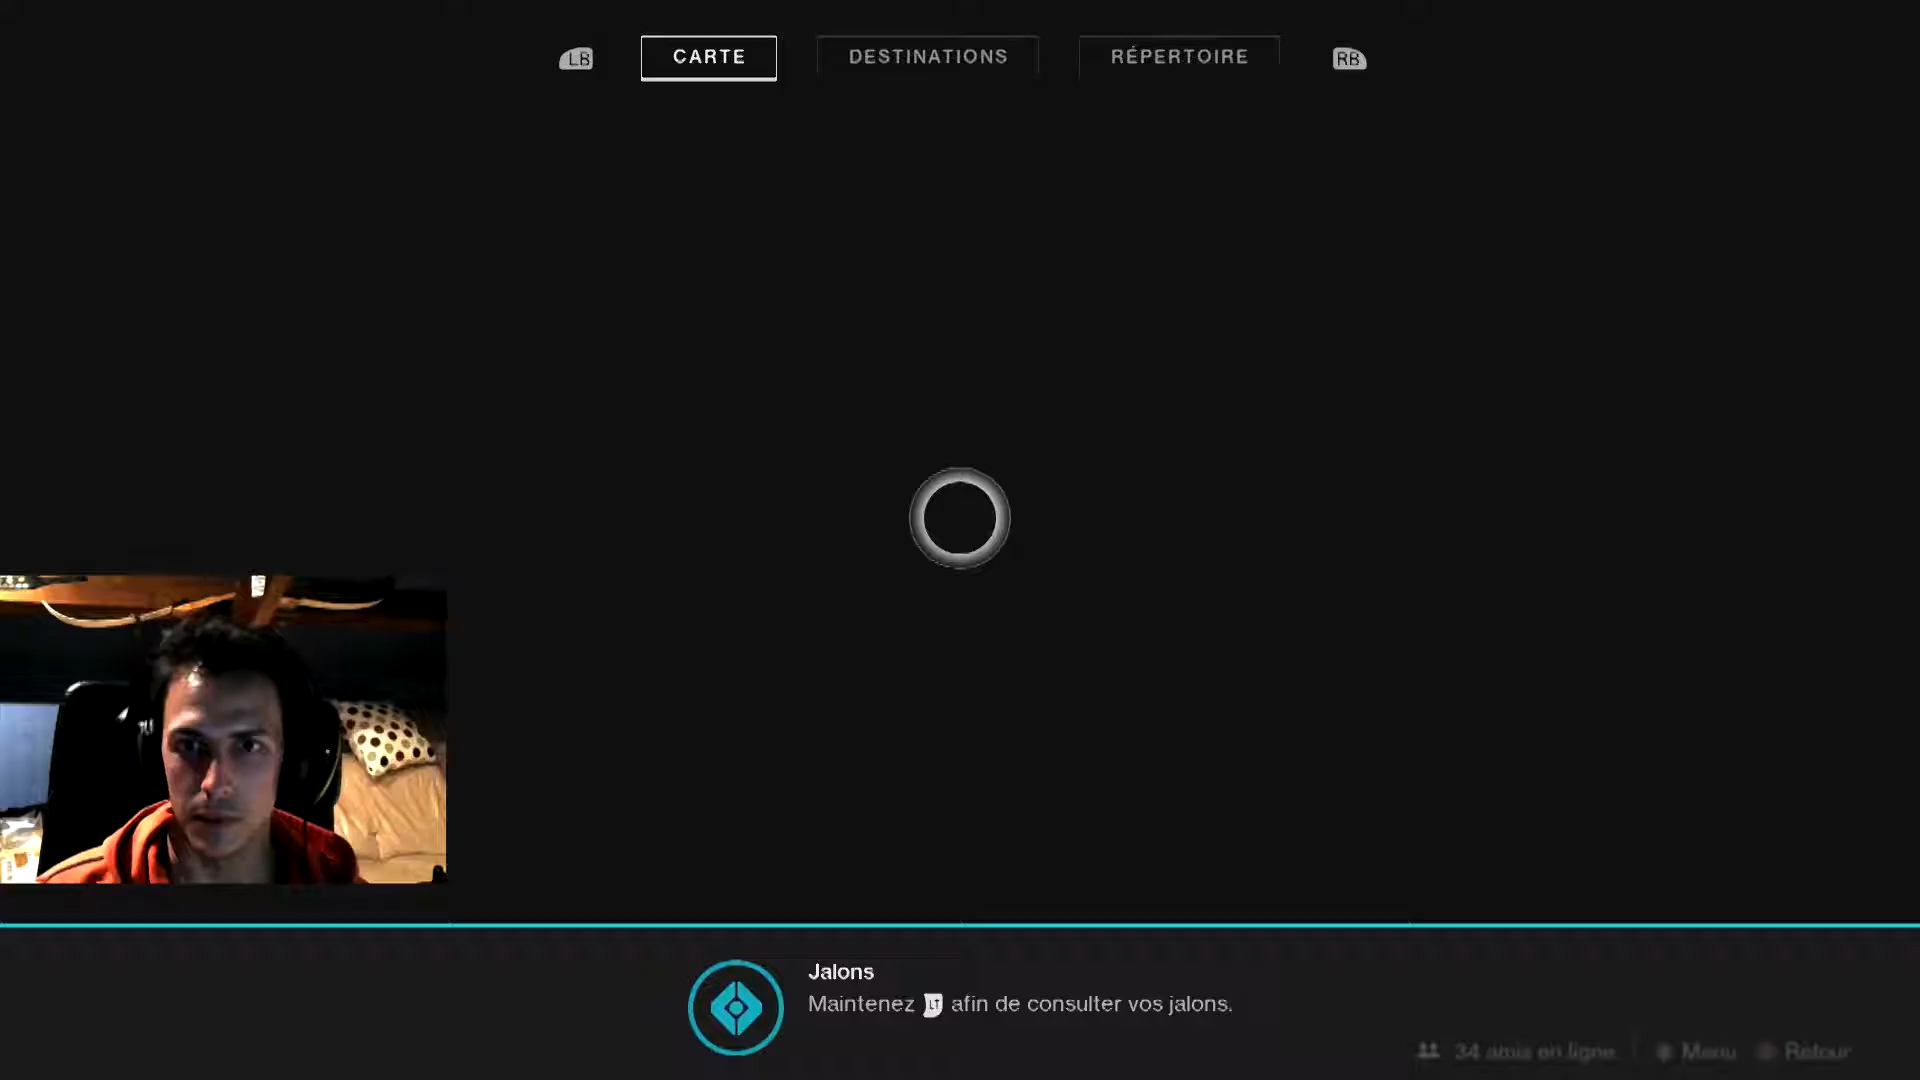 LB
CARTE
DESTINATIONS
RÉPERTOIRE
RB
Jalons
Maintenez LT afin de consulter vos jalons.
34 amis en ligne
Menu
Retour